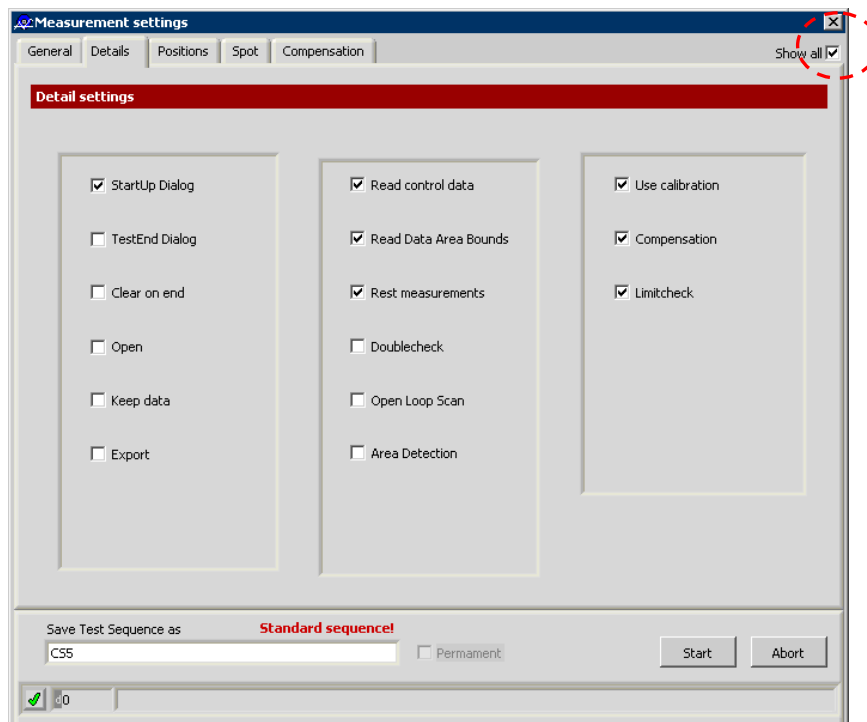 Measurement settings
General Details Positions Spot Compensation Show all
Detail settings
StartUp Dialog Read control data Use calibration
TestEnd Dialog Read Data Area Bounds Compensation
Clear on end Rest measurements Limitcheck
Open Doublecheck
Keep data Open Loop Scan
Export Area Detection
Save Test Sequence as Standard sequence!
CS5 Permament Start Abort
0